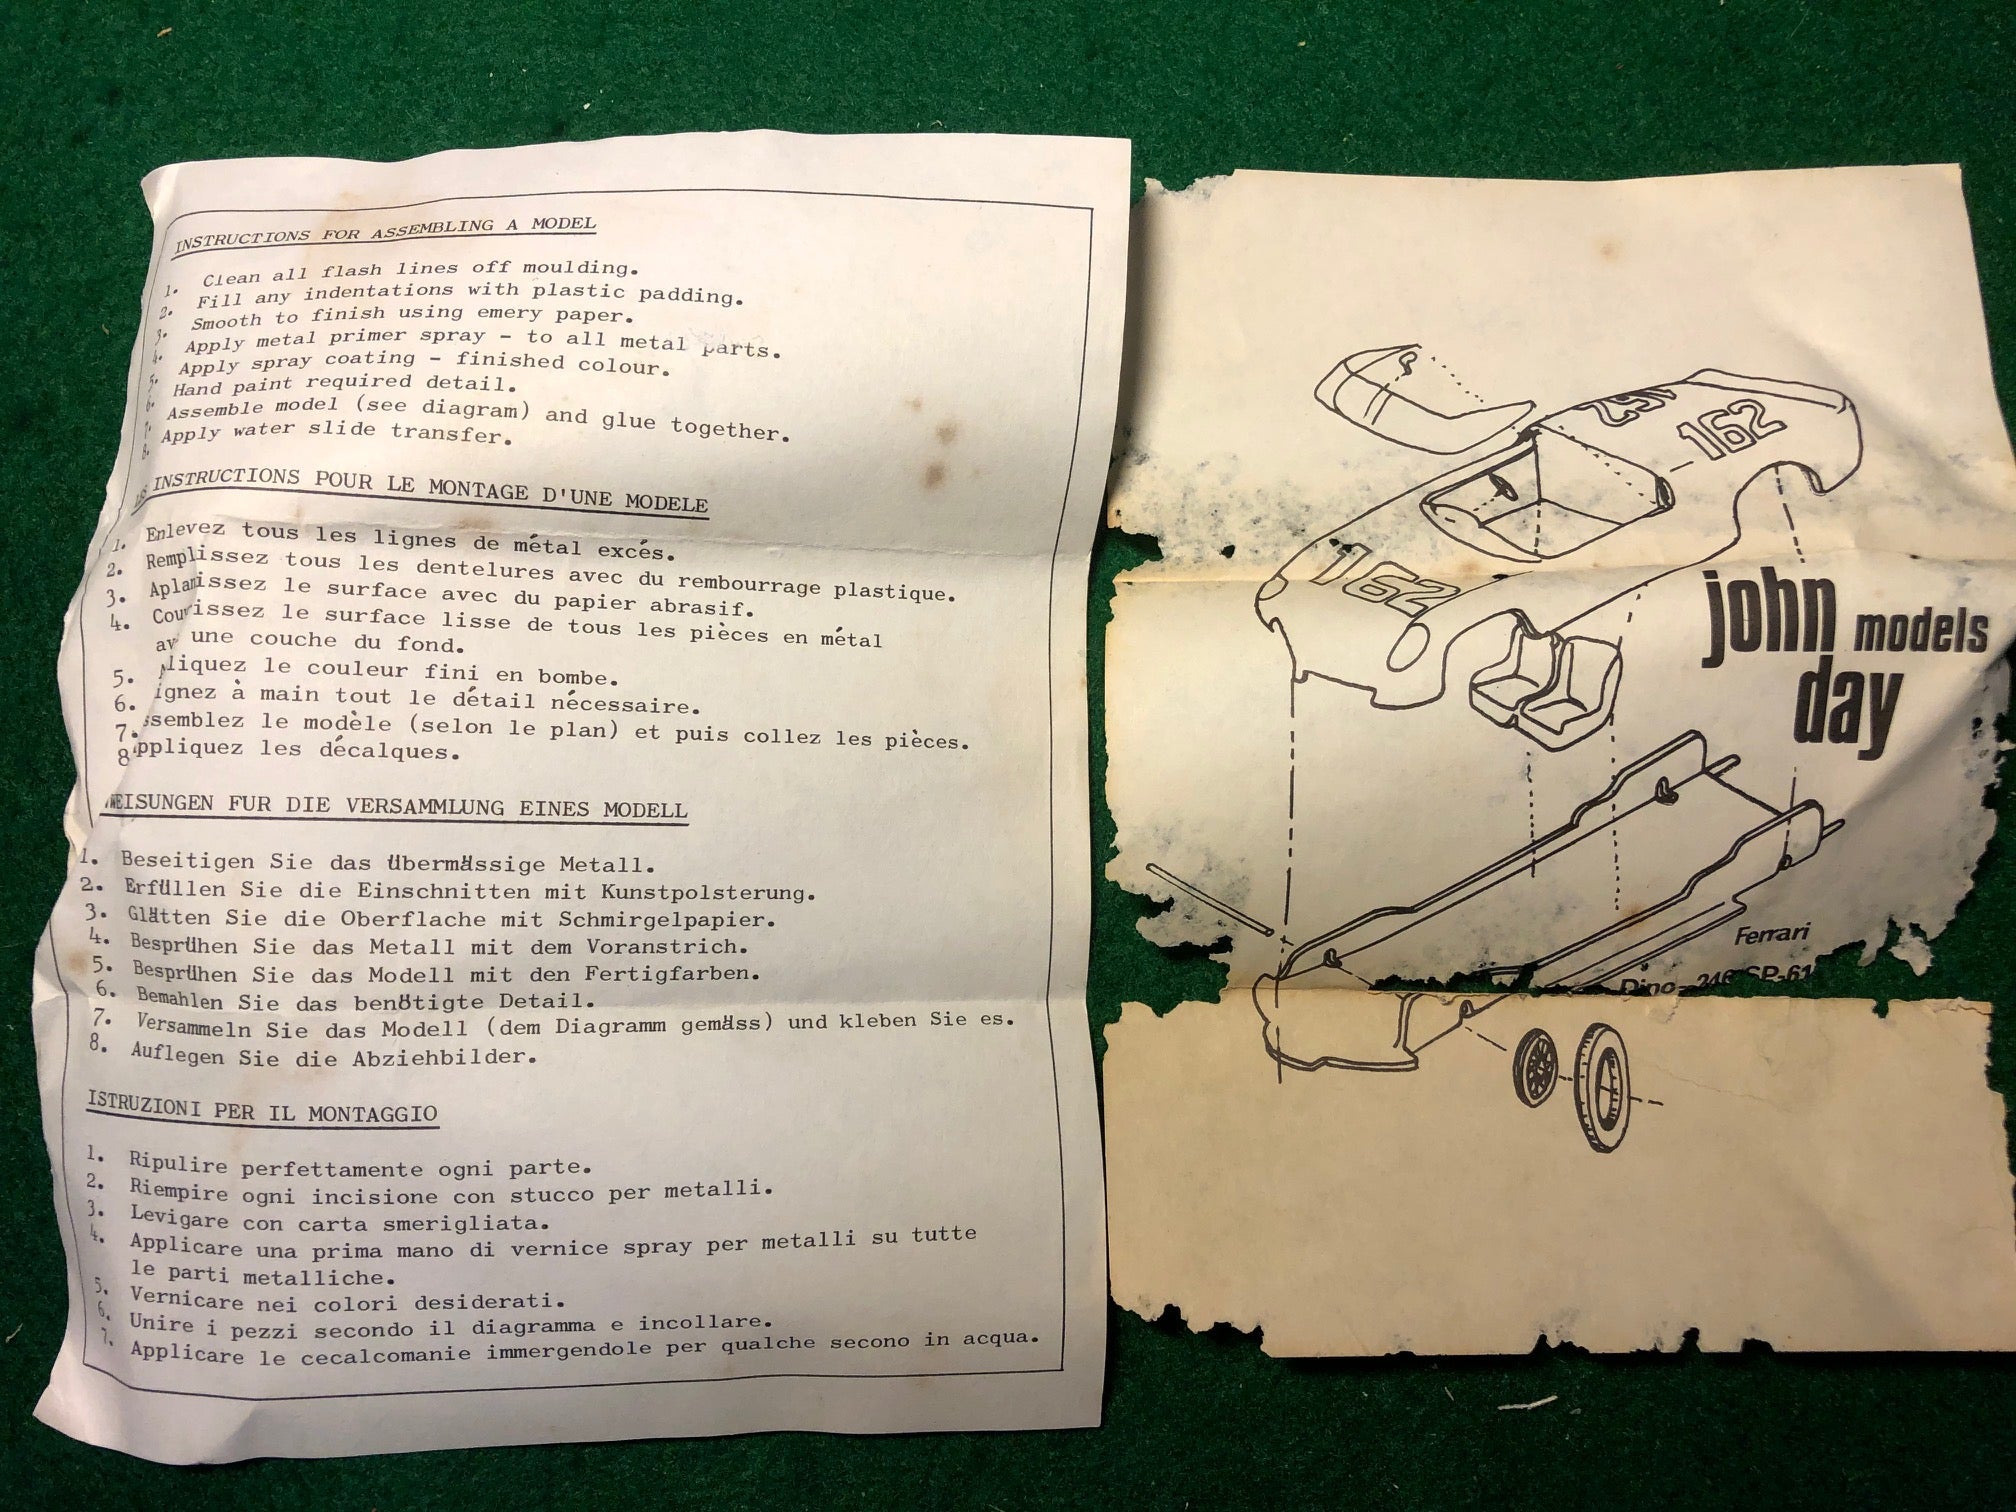 INSTRUCTIONS FOR ASSEMBLING A MODEL
1. Clean all flash lines off moulding.
2. Fill any indentations with plastic padding.
3. Smooth to finish using emery paper.
4. Apply metal primer spray - to all metal parts.
5. Apply spray coating - finished colour.
6. Hand paint required detail.
7. Assemble model (see diagram) and glue together.
8. Apply water slide transfer.
INSTRUCTIONS POUR LE MONTAGE D'UNE MODELE
1. Enlevez tous les lignes de métal excés.
2. Remplissez tous les dentelures avec du rembourrage plastique.
3. Aplanissez le surface avec du papier abrasif.
4. Couvrissez le surface lisse de tous les pièces en métal
av une couche du fond.
5. liquez le couleur fini en bombe.
6. ignez à main tout le détail nécessaire.
7. ssemblez le modèle (selon le plan) et puis collez les pièces.
8 ppliquez les décalques.
WEISUNGEN FUR DIE VERSAMMLUNG EINES MODELL
1. Beseitigen Sie das übermässige Metall.
2. Erfüllen Sie die Einschnitten mit Kunstpolsterung.
3. Glätten Sie die Oberflache mit Schmirgelpapier.
4. Besprühen Sie das Metall mit dem Voranstrich.
5. Besprühen Sie das Modell mit den Fertigfarben.
6. Bemahlen Sie das benötigte Detail.
7. Versammeln Sie das Modell (dem Diagramm gemäss) und kleben Sie es.
8. Auflegen Sie die Abziehbilder.
ISTRUZIONI PER IL MONTAGGIO
1. Ripulire perfettamente ogni parte.
2. Riempire ogni incisione con stucco per metalli.
3. Levigare con carta smerigliata.
4. Applicare una prima mano di vernice spray per metalli su tutte
le parti metalliche.
5. Vernicare nei colori desiderati.
6. Unire i pezzi secondo il diagramma e incollare.
7. Applicare le cecalcomanie immergendole per qualche secono in acqua.
162
162
162
john models
day
Ferrari
Dino-246 SP-61